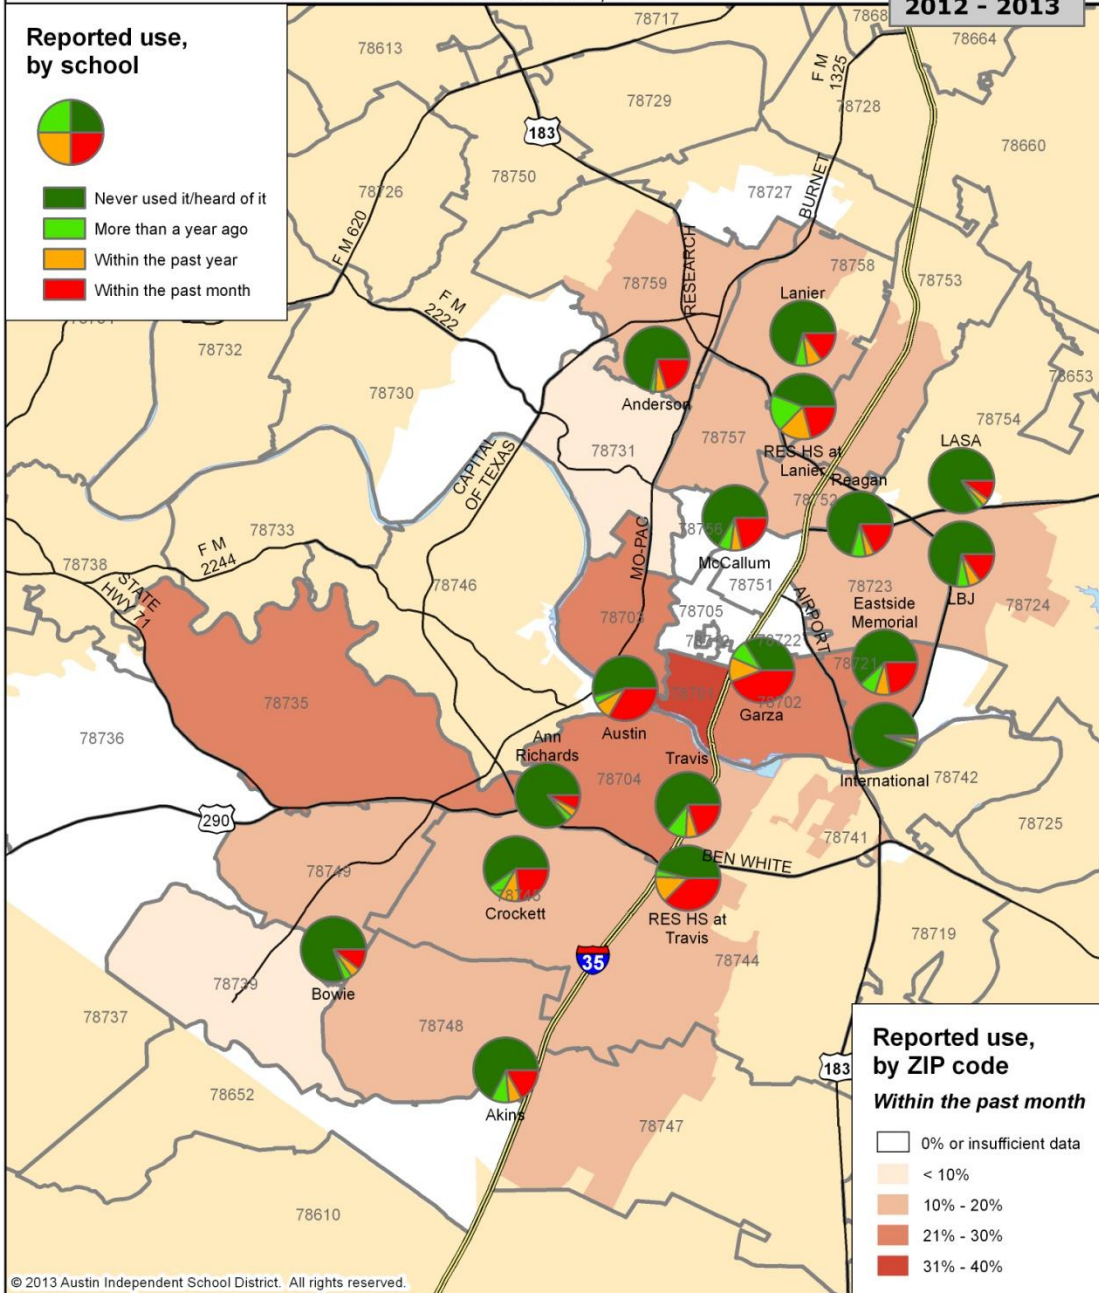 2012 - 2013
Reported use,
by school
Never used it/heard of it
More than a year ago
Within the past year
Within the past month
78717
78664
78613
F M
1325
78729
78728
183
78660
78750
78727
BURNET
78726
F M 620
78759
RESEARCH
78758
78753
F M
2222
Lanier
78732
78653
78730
Anderson
78754
78731
78757
RES HS at
Lanier
LASA
CAPITAL
OF TEXAS
Reagan
78752
78756
McCallum
78733
F M
2244
MO-PAC
78738
STATE
HWY 71
78746
78751
78723
LBJ
78724
AIRPORT
Eastside
Memorial
78703
78705
78722
78721
78735
78702
Garza
Austin
78736
Ann
Richards
Travis
78704
International
78742
290
78741
78725
BEN WHITE
78749
78745
Crockett
RES HS at
Travis
78719
35
78744
78739
Bowie
78737
78748
183
78652
Akins
78747
78610
Reported use,
by ZIP code
Within the past month
0% or insufficient data
< 10%
10% - 20%
21% - 30%
31% - 40%
© 2013 Austin Independent School District. All rights reserved.